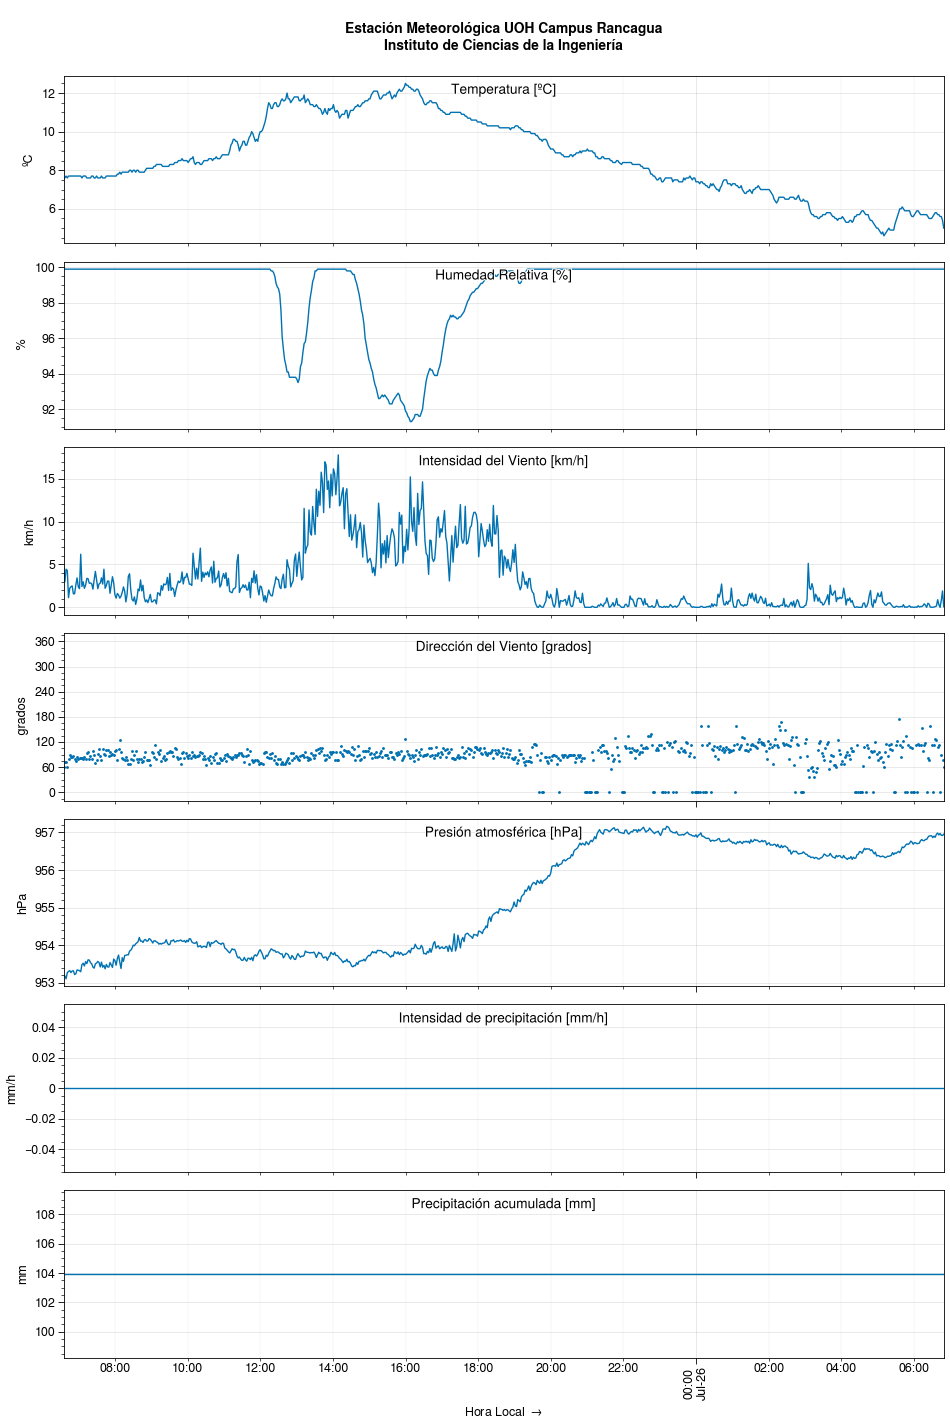 Estación Meteorológica UOH Campus Rancagua
Instituto de Ciencias de la Ingeniería
Temperatura [ºC]
ºC
12
10
8
6
Humedad Relativa [%]
%
100
98
96
94
92
Intensidad del Viento [km/h]
km/h
15
10
5
0
Dirección del Viento [grados]
grados
360
300
240
180
120
60
0
Presión atmosférica [hPa]
hPa
957
956
955
954
953
Intensidad de precipitación [mm/h]
mm/h
0.04
0.02
0
−0.02
−0.04
Precipitación acumulada [mm]
mm
108
106
104
102
100
08:00 10:00 12:00 14:00 16:00 18:00 20:00 22:00 00:00 02:00 04:00 06:00
Jul-26
Hora Local →